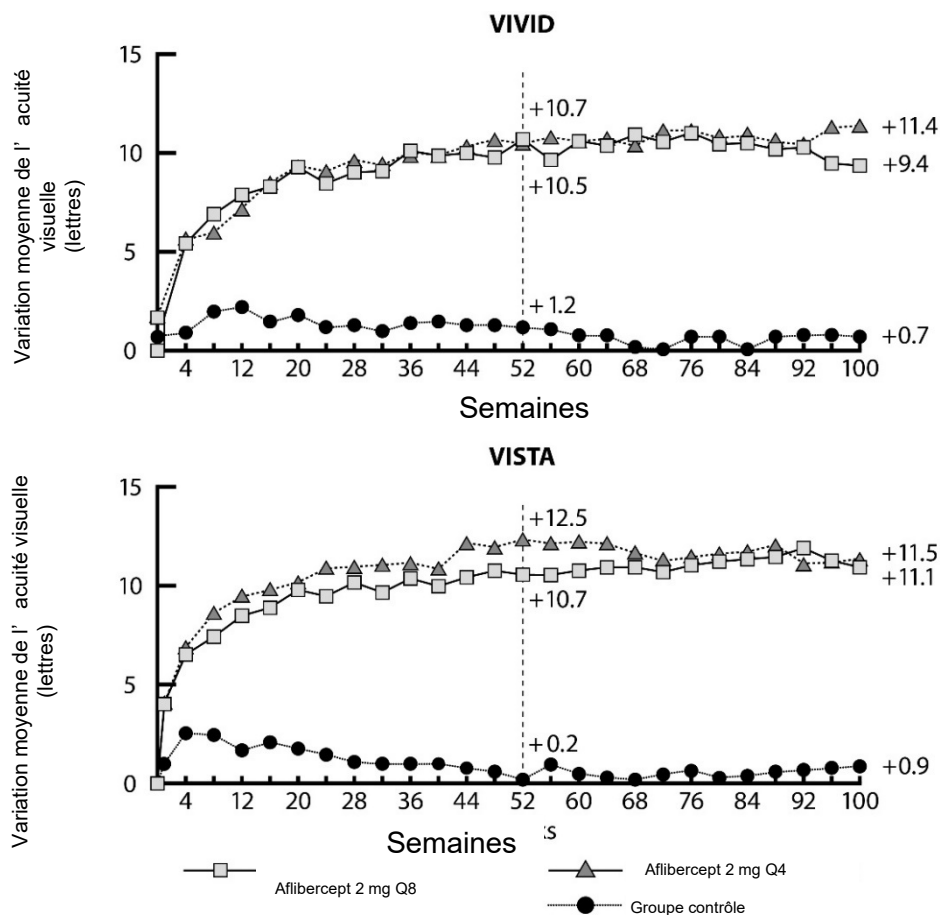 VIVID
Variation moyenne de l' acuité
visuelle
(lettres)
15
10
5
0
+10.7
+10.5
+11.4
+9.4
+ 1.2
+0.7
4 12 20 28 36 44 52 60 68 76 84 92 100
Semaines
VISTA
Variation moyenne de l' acuité visuelle
(lettres)
15
10
5
0
+12.5
+10.7
+11.5
+11.1
+ 0.2
+0.9
4 12 20 28 36 44 52 60 68 76 84 92 100
Semaines
Aflibercept 2 mg Q8
Aflibercept 2 mg Q4
Groupe contrôle